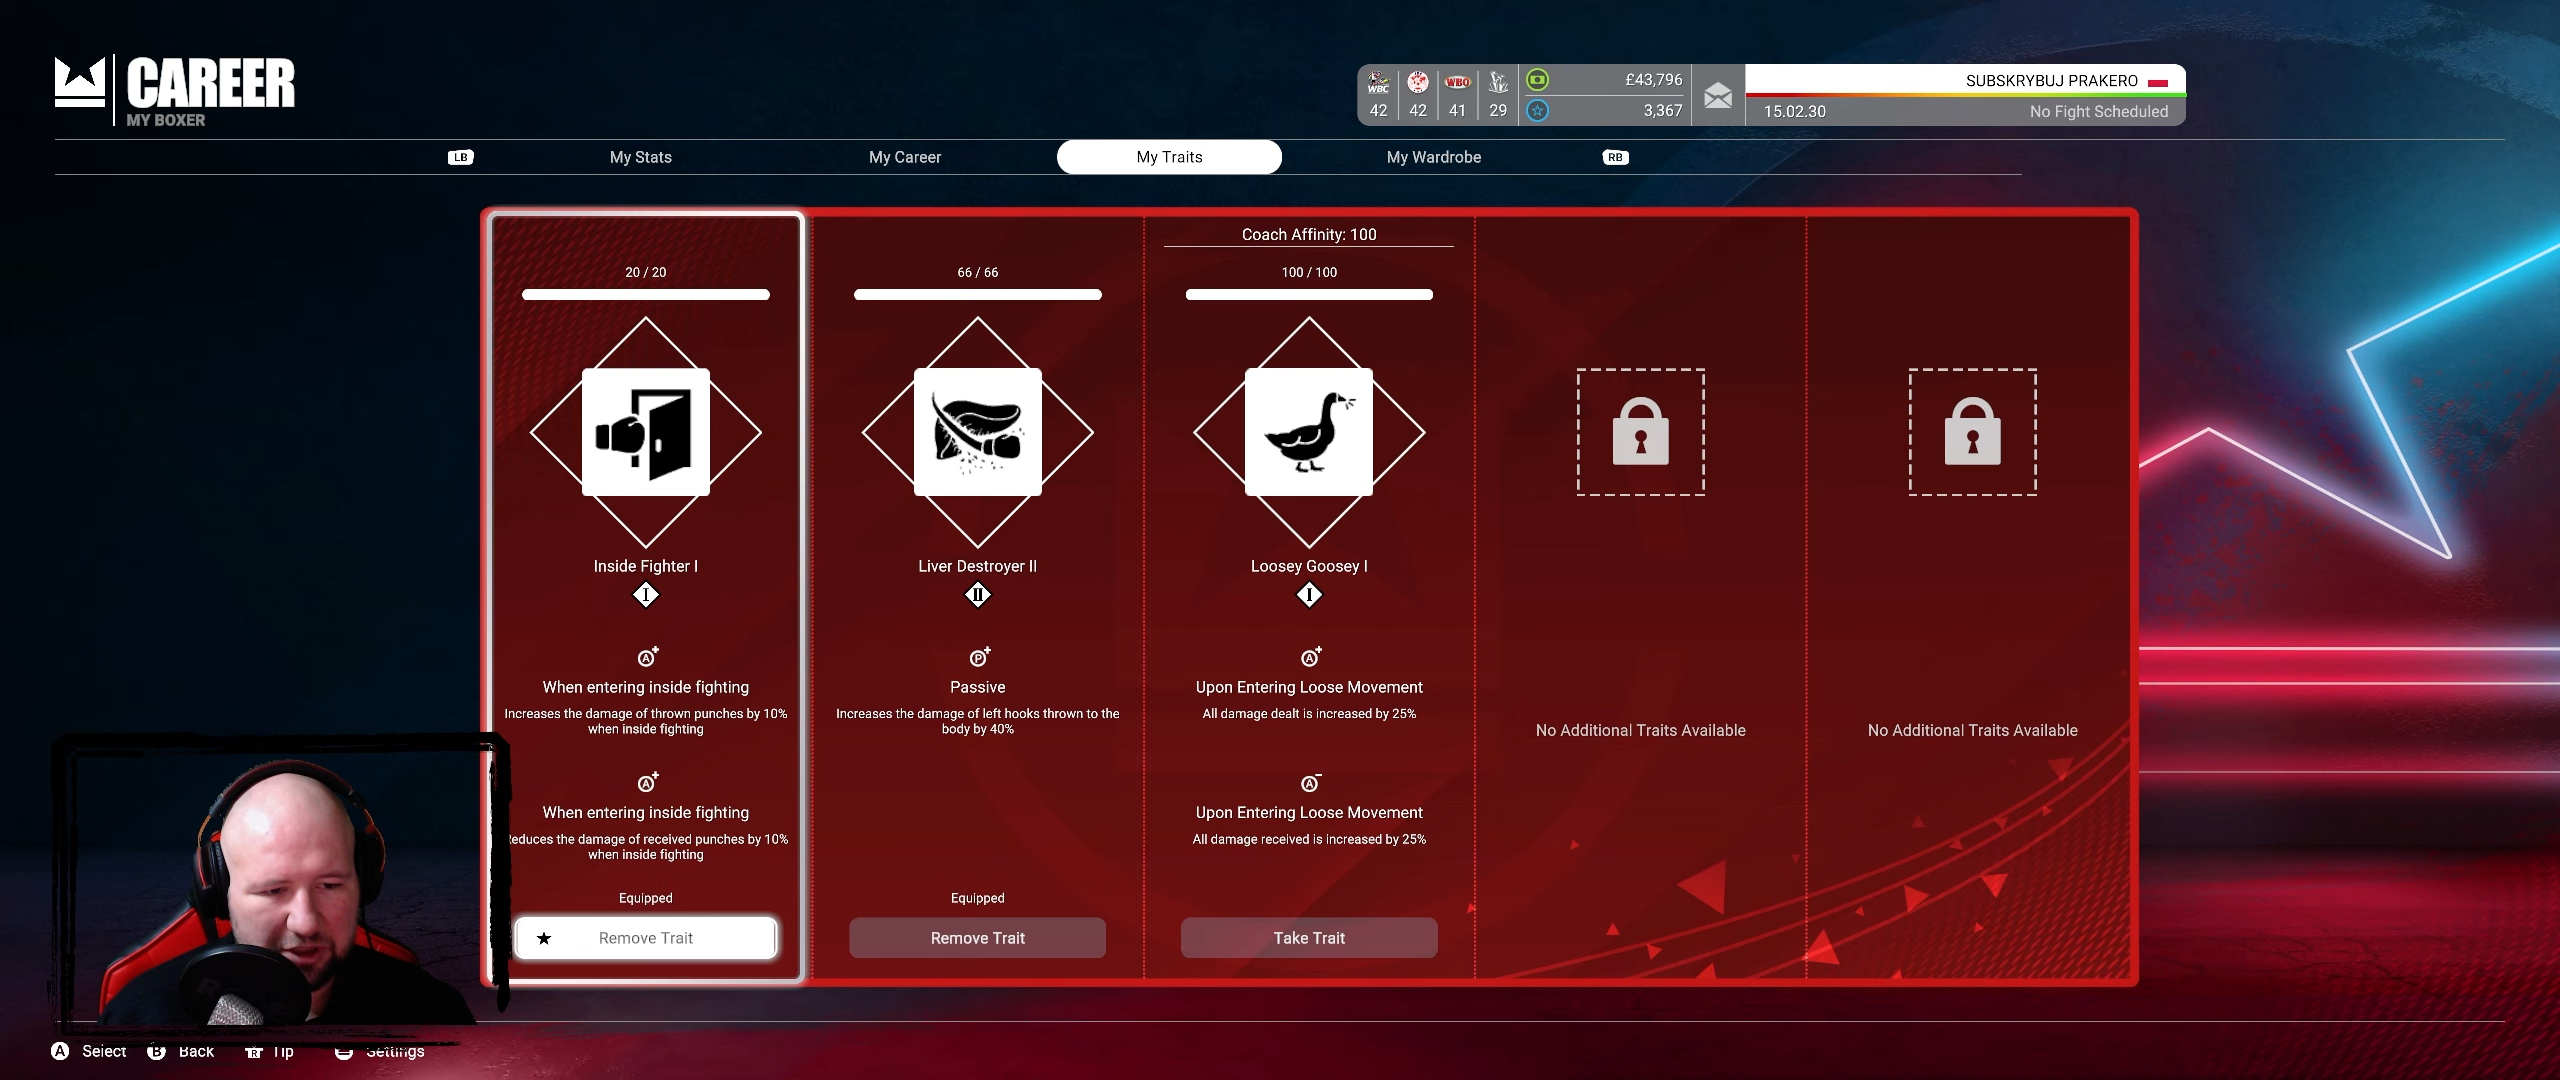 CAREER
MY BOXER
WBC
WBO
42
42
41
29
£43,796
3,367
SUBSKRYBUJ PRAKERO
15.02.30
No Fight Scheduled
LB
My Stats
My Career
My Traits
My Wardrobe
RB
20 / 20
Inside Fighter I
I
A+
When entering inside fighting
Increases the damage of thrown punches by 10%
when inside fighting
A+
When entering inside fighting
Reduces the damage of received punches by 10%
when inside fighting
Equipped
Remove Trait
66 / 66
Liver Destroyer II
II
P+
Passive
Increases the damage of left hooks thrown to the
body by 40%
Equipped
Remove Trait
Coach Affinity: 100
100 / 100
Loosey Goosey I
I
A+
Upon Entering Loose Movement
All damage dealt is increased by 25%
A-
Upon Entering Loose Movement
All damage received is increased by 25%
Take Trait
No Additional Traits Available
No Additional Traits Available
A Select
B Back
R Tip
Settings